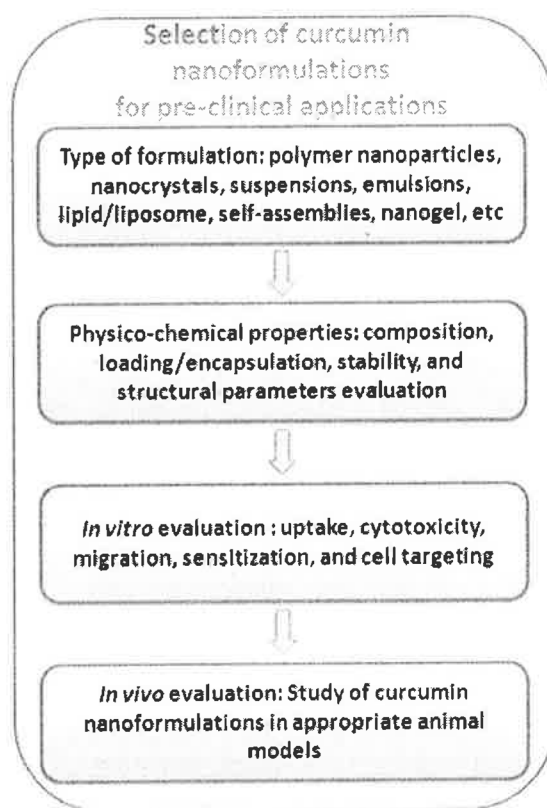 Selection of curcumin
nanoformulations
for pre-clinical applications
Type of formulation: polymer nanoparticles,
nanocrystals, suspensions, emulsions,
lipid/liposome, self-assemblies, nanogel, etc
Physico-chemical properties: composition,
loading/encapsulation, stability, and
structural parameters evaluation
In vitro evaluation : uptake, cytotoxicity,
migration, sensitization, and cell targeting
In vivo evaluation: Study of curcumin
nanoformulations in appropriate animal
models